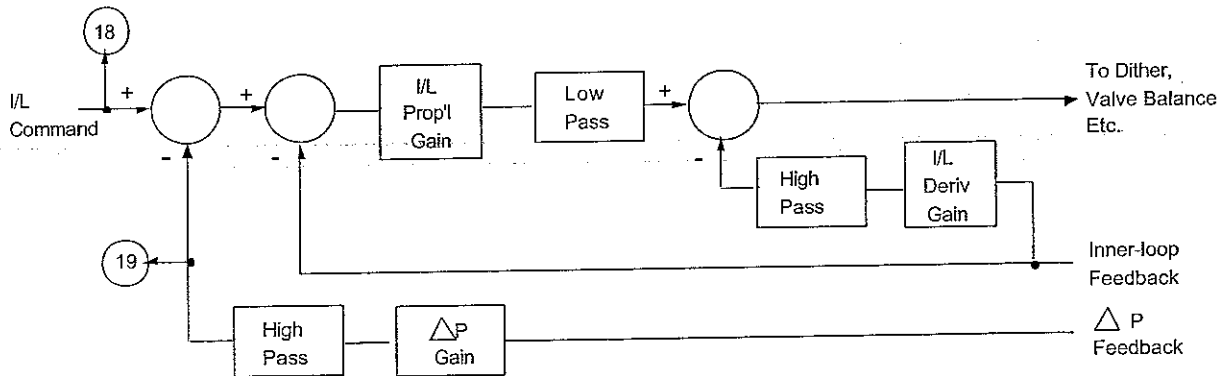 18
I/L
Command
+
-
+
-
I/L
Prop'l
Gain
Low
Pass
+
-
To Dither,
Valve Balance
Etc.
High
Pass
I/L
Deriv
Gain
19
Inner-loop
Feedback
High
Pass
△P
Gain
△ P
Feedback